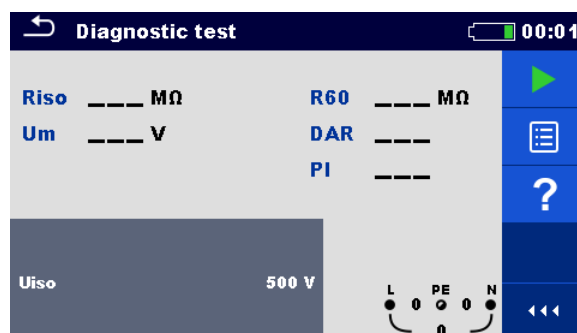 Diagnostic test 00:01
Riso ___ MΩ R60 ___ MΩ
Um ___ V DAR ___
PI ___
?
Uiso 500 V
L PE N
0 0
0